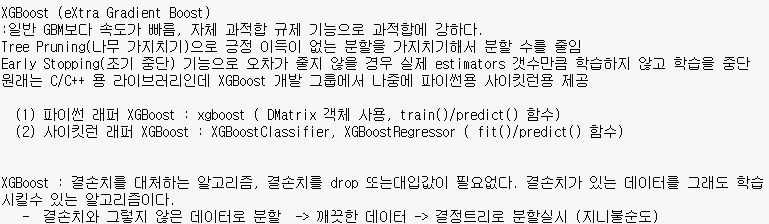 XGBoost (eXtra Gradient Boost)
:일반 GBM보다 속도가 빠름, 자체 과적합 규제 기능으로 과적합에 강하다.
Tree Pruning(나무 가지치기)으로 긍정 이득이 없는 분할을 가지치기해서 분할 수를 줄임
Early Stopping(조기 중단) 기능으로 오차가 줄지 않을 경우 실제 estimators 갯수만큼 학습하지 않고 학습을 중단
원래는 C/C++ 용 라이브러리인데 XGBoost 개발 그룹에서 나중에 파이썬용 사이킷런용 제공
(1) 파이썬 래퍼 XGBoost : xgboost ( DMatrix 객체 사용, train()/predict() 함수)
(2) 사이킷런 래퍼 XGBoost : XGBoostClassifier, XGBoostRegressor ( fit()/predict() 함수)
XGBoost : 결손치를 대처하는 알고리즘, 결손치를 drop 또는대입값이 필요없다. 결손치가 있는 데이터를 그래도 학습
시킬수 있는 알고리즘이다.
- 결손치와 그렇지 않은 데이터로 분할 -> 깨끗한 데이터 -> 결정트리로 분할실시 (지니불순도)